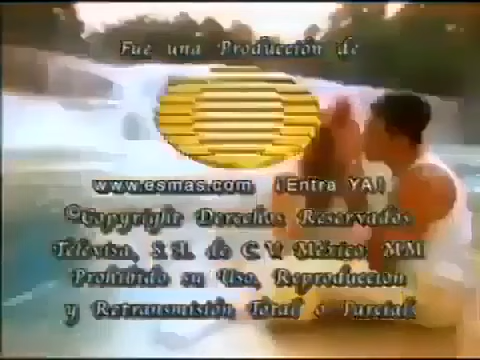 Fue una Producción de
www.esmas.com ¡Entra YA!
©Copyright Derechos Reservados
Televisa, S.A. de C.V. México MM
Prohibido su Uso, Reproduccion
y Retransmisión Total o Parcial